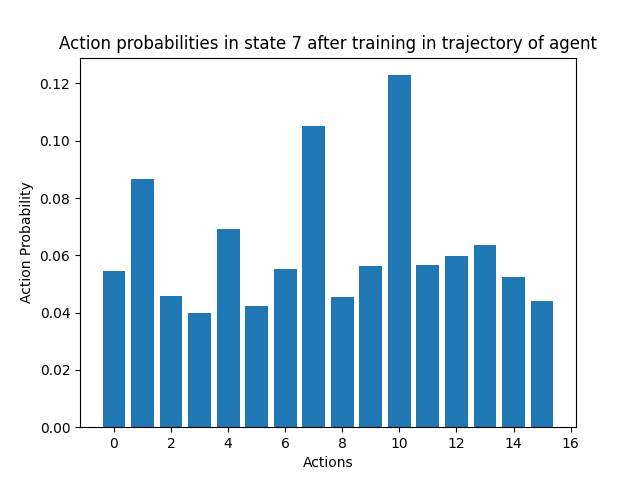 Action probabilities in state 7 after training in trajectory of agent
0.12
0.10
0.08
0.06
0.04
0.02
0.00
Action Probability
0 2 4 6 8 10 12 14 16
Actions